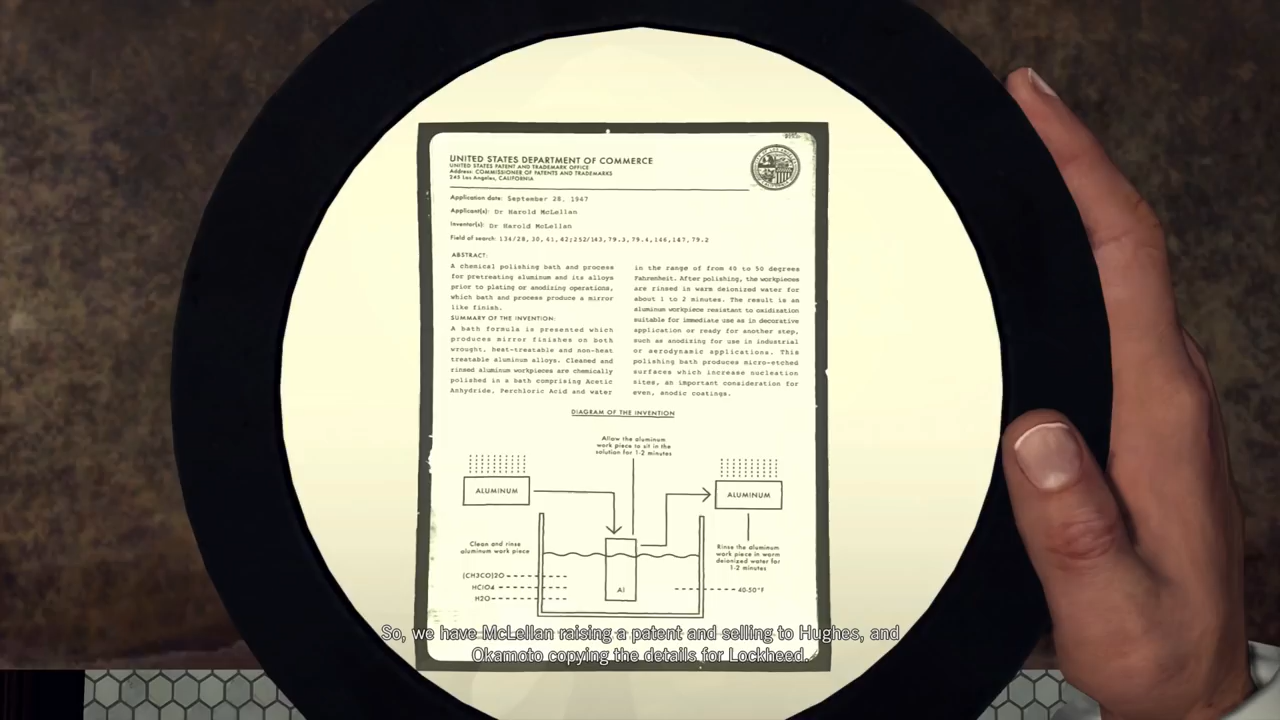 UNITED STATES DEPARTMENT OF COMMERCE
UNITED STATES PATENT AND TRADEMARK OFFICE
Address: COMMISSIONER OF PATENTS AND TRADEMARKS
243 Los Angeles, CALIFORNIA
Application date: September 28, 1947
Applicant(s): Dr Harold McLellan
Inventor(s): Dr Harold McLellan
Field of search: 134/28, 30, 41, 42; 252/143, 79.3, 79.4, 146, 147, 79.2
ABSTRACT:
A chemical polishing bath and process
for pretreating aluminum and its alloys
prior to plating or anodizing operations,
which bath and process produce a mirror
like finish.
SUMMARY OF THE INVENTION:
A bath formula is presented which
produces mirror finishes on both
wrought, heat-treatable and non-heat
treatable aluminum alloys. Cleaned and
rinsed aluminum workpieces are chemically
polished in a bath comprising Acetic
Anhydride, Perchloric Acid and water
in the range of from 40 to 50 degrees
Fahrenheit. After polishing, the workpieces
are rinsed in warm deionized water for
about 1 to 2 minutes. The result is an
aluminum workpiece resistant to oxidization
suitable for immediate use as in decorative
application or ready for another step,
such as anodizing for use in industrial
or aerodynamic applications. This
polishing bath produces micro-etched
surfaces which increase nucleation
sites, an important consideration for
even, anodic coatings.
DIAGRAM OF THE INVENTION
Allow the aluminum
work piece to sit in the
solution for 1-2 minutes
ALUMINUM
ALUMINUM
Clean and rinse
aluminum work piece
Rinse the aluminum
work piece in warm
deionized water for
1-2 minutes
(CH3CO)2O
HClO4
H2O
Al
40-50°F
So, we have McLellan raising a patent and selling to Hughes, and
Okamoto copying the details for Lockheed.